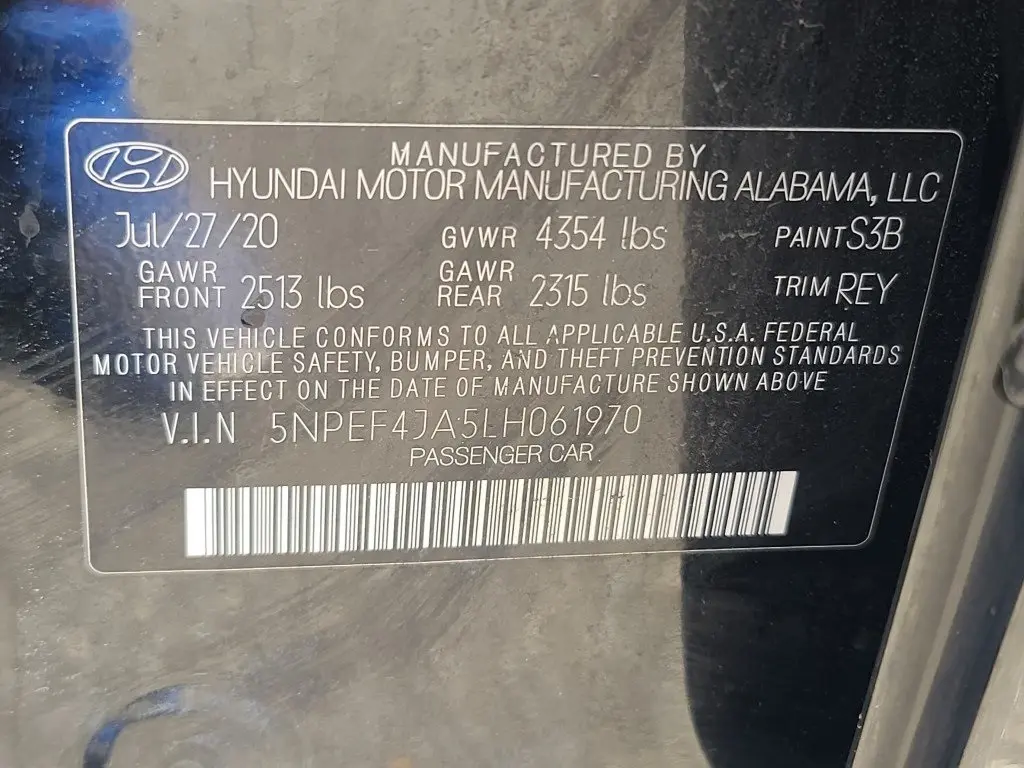 MANUFACTURED BY
HYUNDAI MOTOR MANUFACTURING ALABAMA, LLC
Jul/27/20 GVWR 4354 lbs PAINT S3B
GAWR FRONT 2513 lbs GAWR REAR 2315 lbs TRIM REY
THIS VEHICLE CONFORMS TO ALL APPLICABLE U.S.A. FEDERAL
MOTOR VEHICLE SAFETY, BUMPER, AND THEFT PREVENTION STANDARDS
IN EFFECT ON THE DATE OF MANUFACTURE SHOWN ABOVE
V.I.N 5NPEF4JA5LH061970
PASSENGER CAR